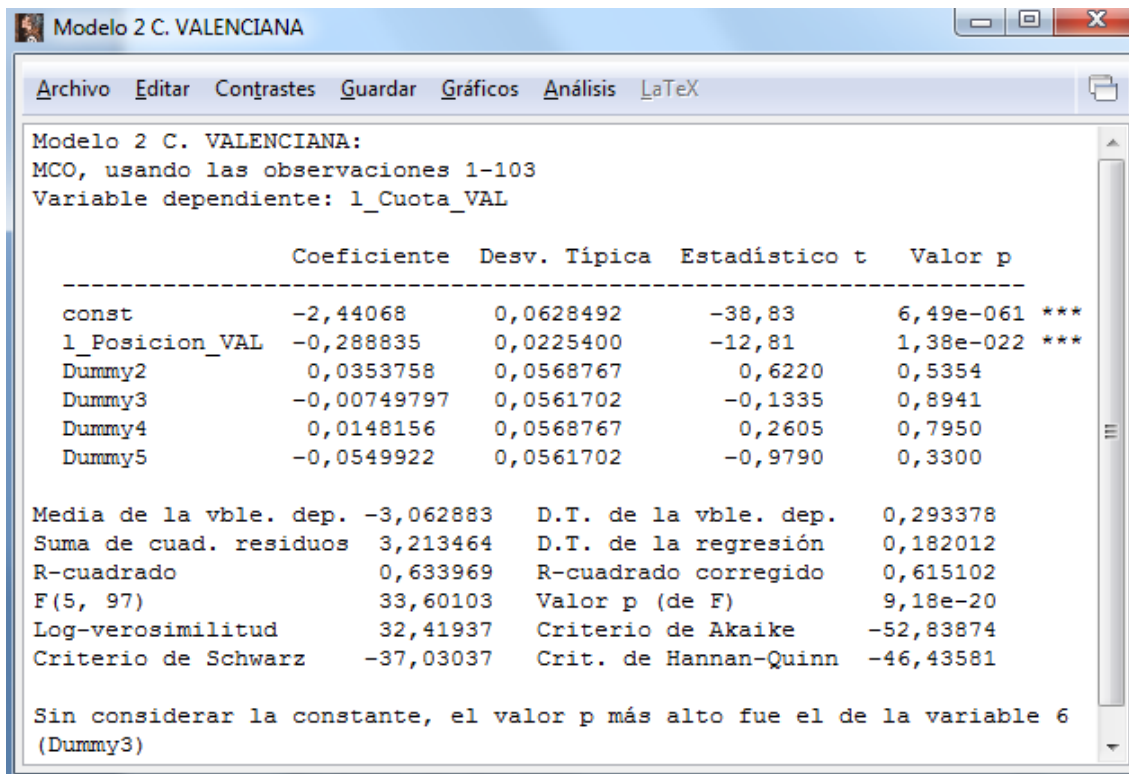 Modelo 2 C. VALENCIANA
Archivo Editar Contrastes Guardar Gráficos Análisis LaTeX
Modelo 2 C. VALENCIANA:
MCO, usando las observaciones 1-103
Variable dependiente: l_Cuota_VAL
Coeficiente Desv. Típica Estadístico t Valor p
const -2,44068 0,0628492 -38,83 6,49e-061 ***
l_Posicion_VAL -0,288835 0,0225400 -12,81 1,38e-022 ***
Dummy2 0,0353758 0,0568767 0,6220 0,5354
Dummy3 -0,00749797 0,0561702 -0,1335 0,8941
Dummy4 0,0148156 0,0568767 0,2605 0,7950
Dummy5 -0,0549922 0,0561702 -0,9790 0,3300
Media de la vble. dep. -3,062883 D.T. de la vble. dep. 0,293378
Suma de cuad. residuos 3,213464 D.T. de la regresión 0,182012
R-cuadrado 0,633969 R-cuadrado corregido 0,615102
F(5, 97) 33,60103 Valor p (de F) 9,18e-20
Log-verosimilitud 32,41937 Criterio de Akaike -52,83874
Criterio de Schwarz -37,03037 Crit. de Hannan-Quinn -46,43581
Sin considerar la constante, el valor p más alto fue el de la variable 6
(Dummy3)